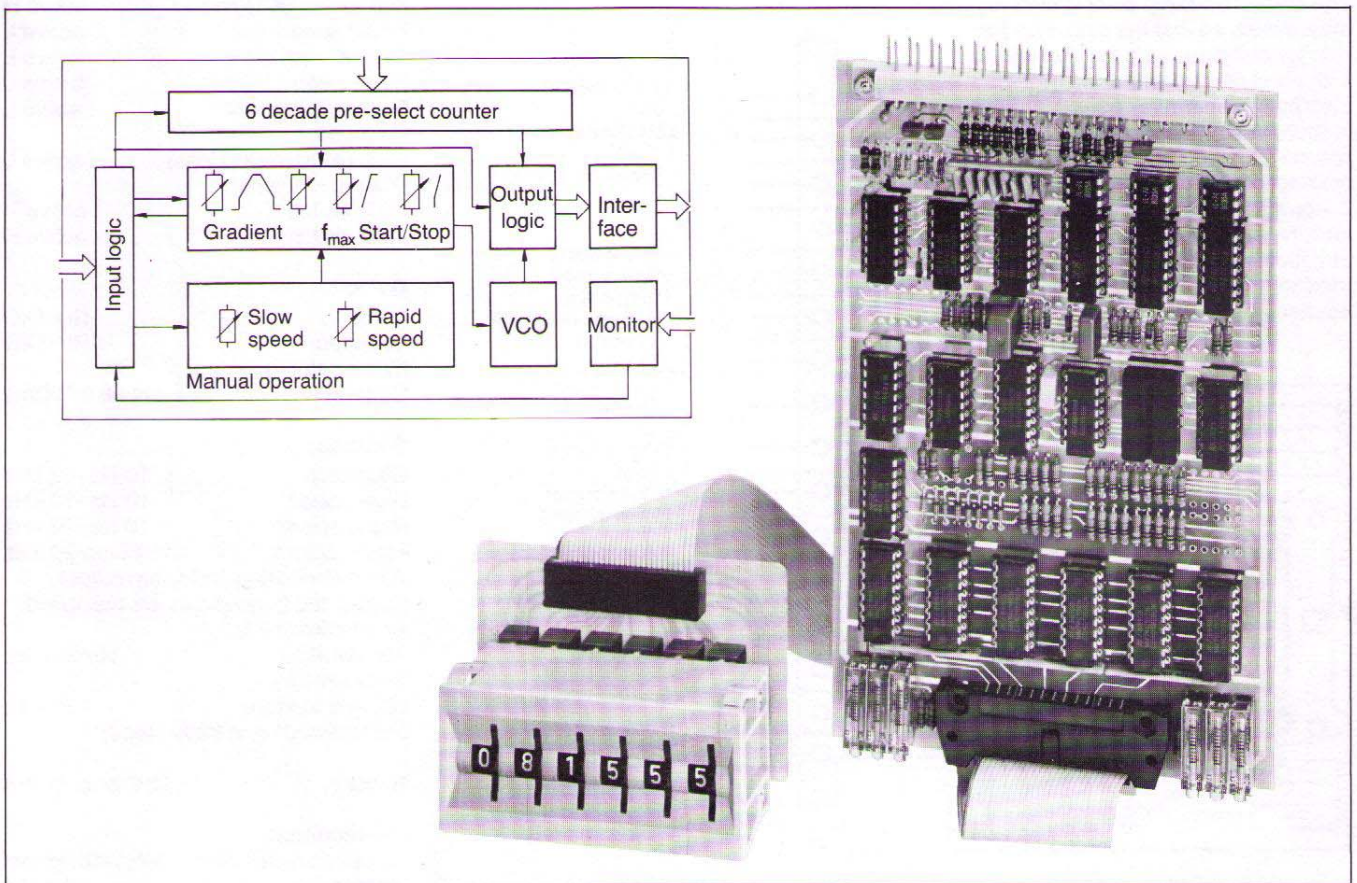 6 decade pre-select counter
Input logic
Gradient
f_max Start/Stop
Output
logic
Inter-
face
Slow
speed
Rapid
speed
VCO
Monitor
Manual operation
0 8 1 5 5 5